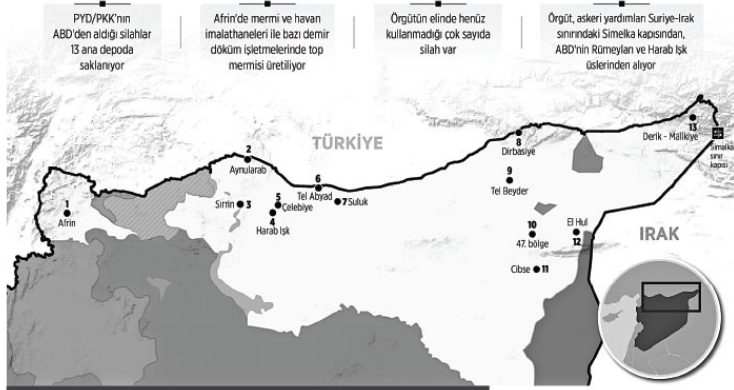 PYD/PKK'nın
ABD'den aldığı silahlar
13 ana depoda
saklanıyor
Afrin'de mermi ve havan
imalathaneleri ile bazı demir
döküm işletmelerinde top
mermisi üretiliyor
Örgütün elinde henüz
kullanmadığı çok sayıda
silah var
Örgüt, askeri yardımları Suriye-Irak
sınırındaki Simelka kapısından,
ABD'nin Rümeylan ve Harab Işk
üslerinden alıyor
TÜRKİYE
IRAK
1
Afrin
2
Aynularab
Sırrin 3
4
Harab Işk
5
Çelebiye
6
Tel Abyad
7 Suluk
8
Dirbasiye
9
Tel Beyder
10
47. bölge
Cibse 11
El Hul
12
13
Derik - Malikiye
Simalka
sınır
kapısı